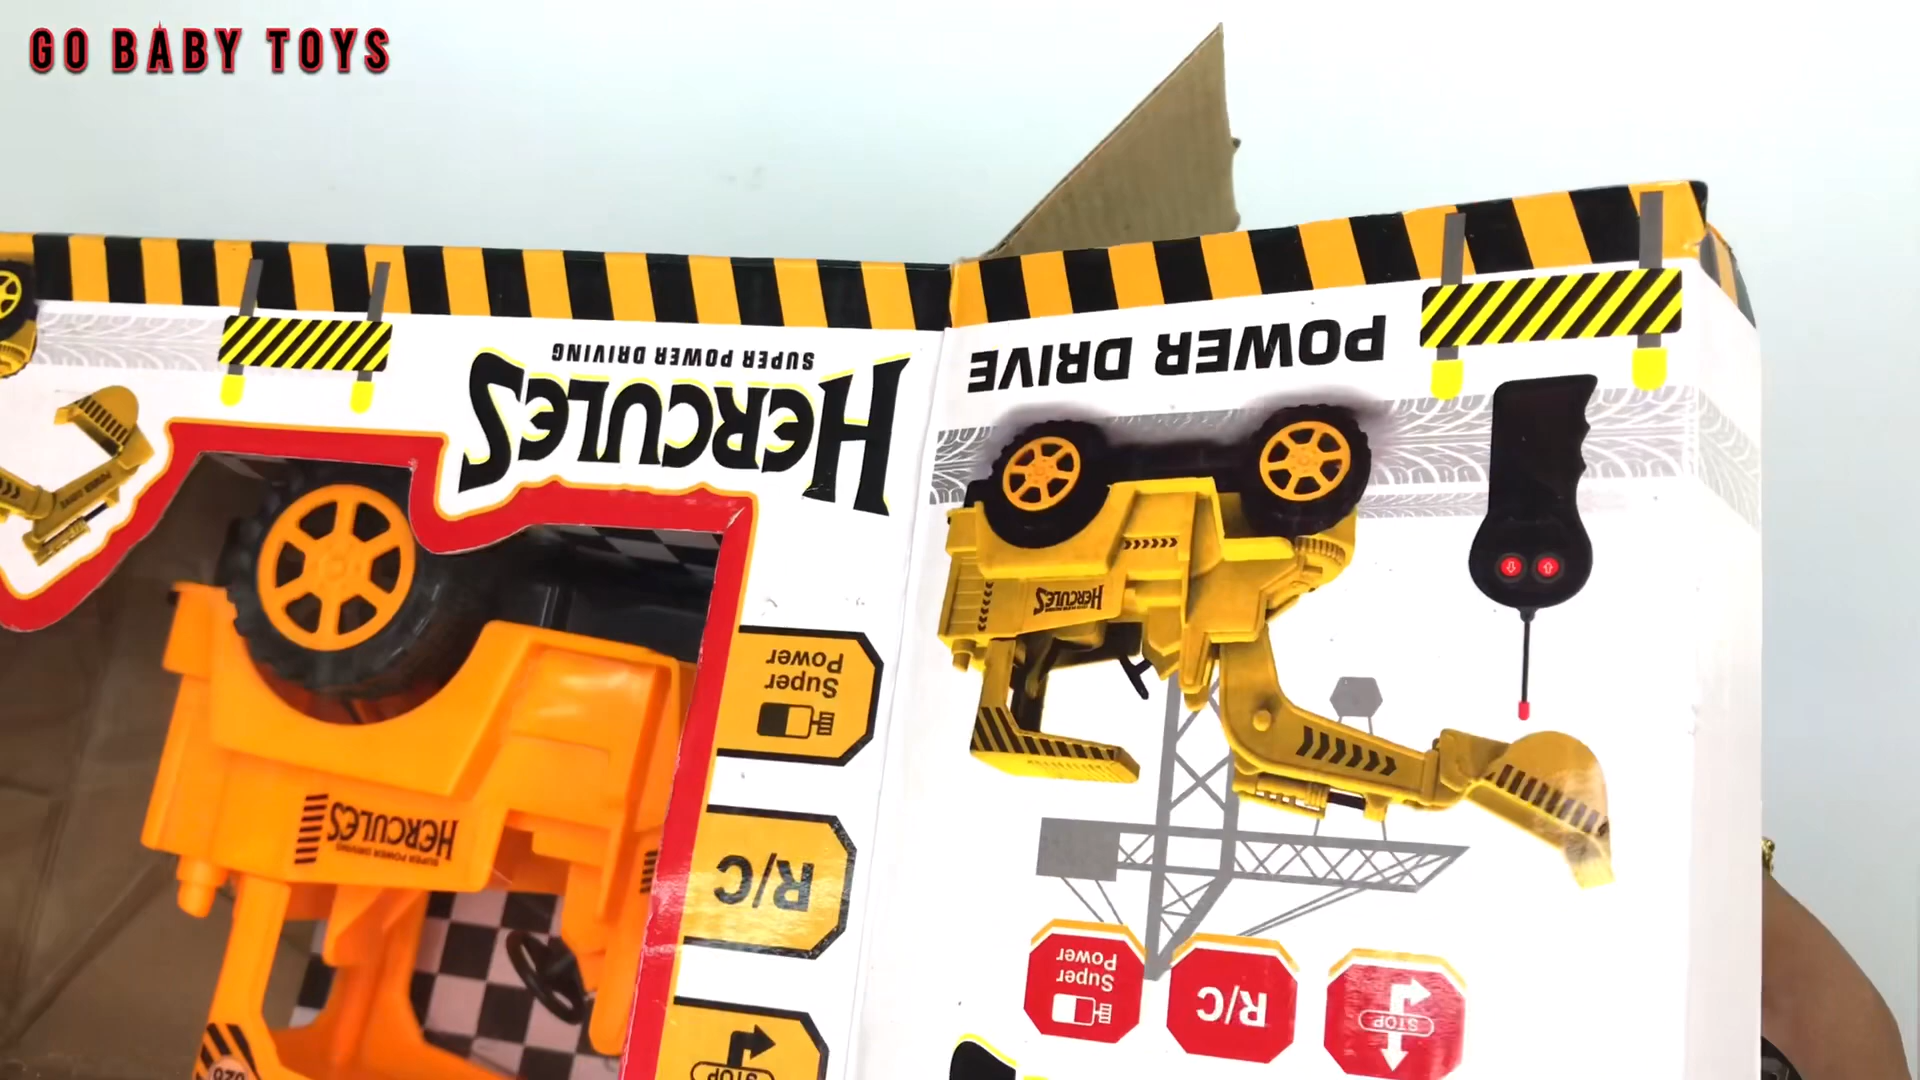 GO BABY TOYS
HERCULES
SUPER POWER DRIVING
POWER DRIVE
HERCULES
Super
Power
R/C
STOP
HERCULES
SUPER POWER DRIVING
Super
Power
R/C
STOP